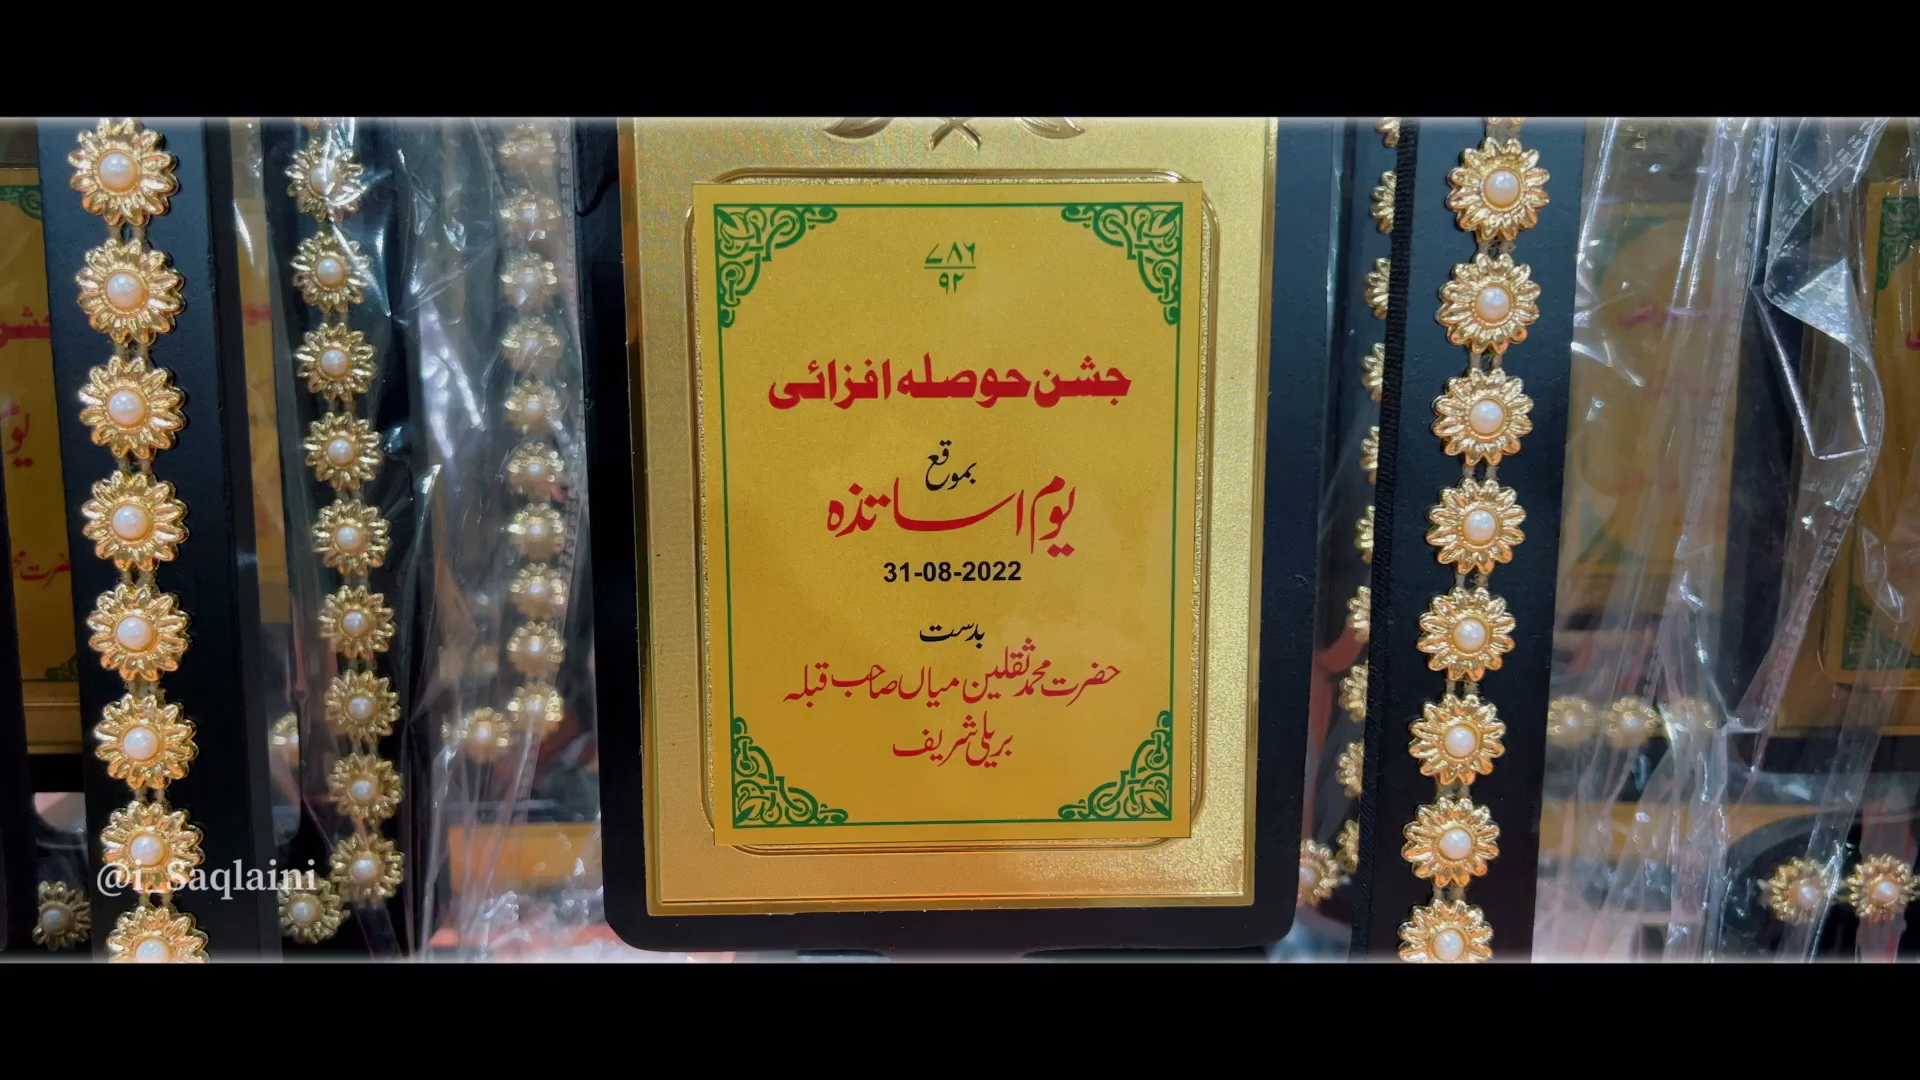 ۷۸۶
۹۲
جشن حوصلہ افزائی
بموقع
یوم اساتذہ
31-08-2022
بدست
حضرت محمد ثقلین میاں صاحب قبلہ
بریلی شریف
@i_Saqlaini